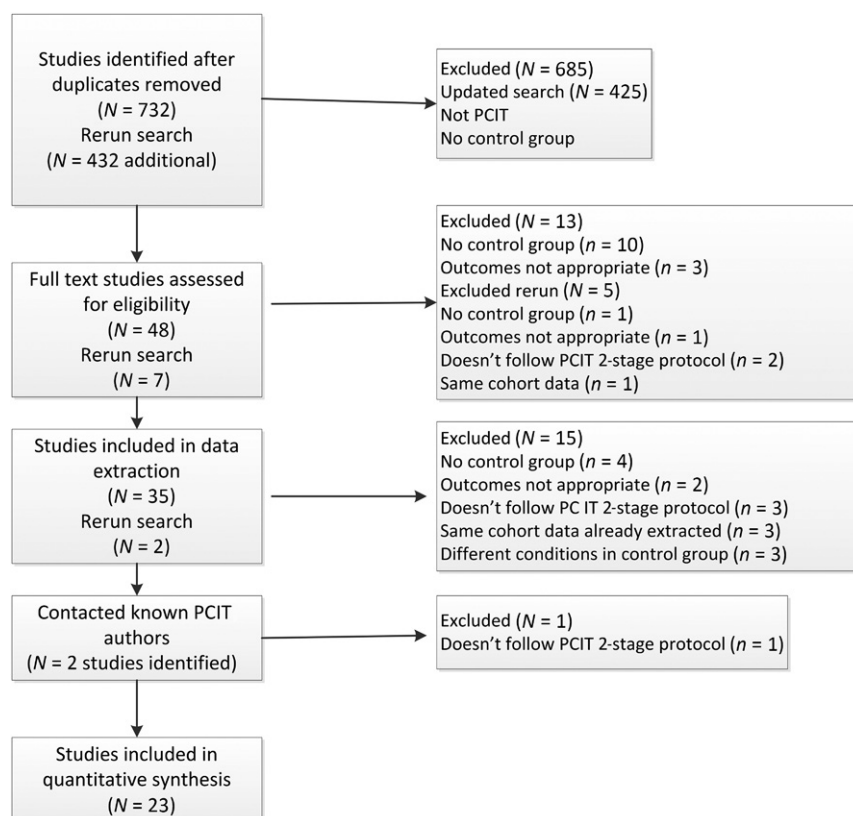 Studies identified after
duplicates removed
(N = 732)
Rerun search
(N = 432 additional)
Excluded (N = 685)
Updated search (N = 425)
Not PCIT
No control group
Full text studies assessed
for eligibility
(N = 48)
Rerun search
(N = 7)
Excluded (N = 13)
No control group (n = 10)
Outcomes not appropriate (n = 3)
Excluded rerun (N = 5)
No control group (n = 1)
Outcomes not appropriate (n = 1)
Doesn't follow PCIT 2-stage protocol (n = 2)
Same cohort data (n = 1)
Studies included in data
extraction
(N = 35)
Rerun search
(N = 2)
Excluded (N = 15)
No control group (n = 4)
Outcomes not appropriate (n = 2)
Doesn't follow PC IT 2-stage protocol (n = 3)
Same cohort data already extracted (n = 3)
Different conditions in control group (n = 3)
Contacted known PCIT
authors
(N = 2 studies identified)
Excluded (N = 1)
Doesn't follow PCIT 2-stage protocol (n = 1)
Studies included in
quantitative synthesis
(N = 23)